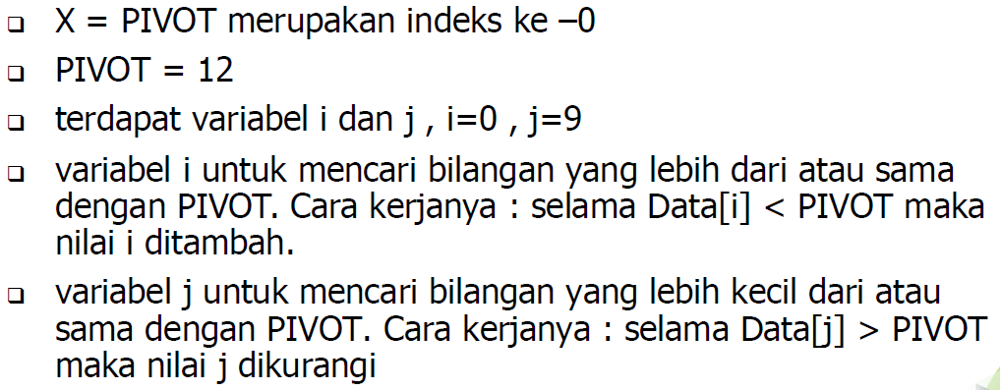 ❑ X = PIVOT merupakan indeks ke –0
❑ PIVOT = 12
❑ terdapat variabel i dan j , i=0 , j=9
❑ variabel i untuk mencari bilangan yang lebih dari atau sama
dengan PIVOT. Cara kerjanya : selama Data[i] < PIVOT maka
nilai i ditambah.
❑ variabel j untuk mencari bilangan yang lebih kecil dari atau
sama dengan PIVOT. Cara kerjanya : selama Data[j] > PIVOT
maka nilai j dikurangi